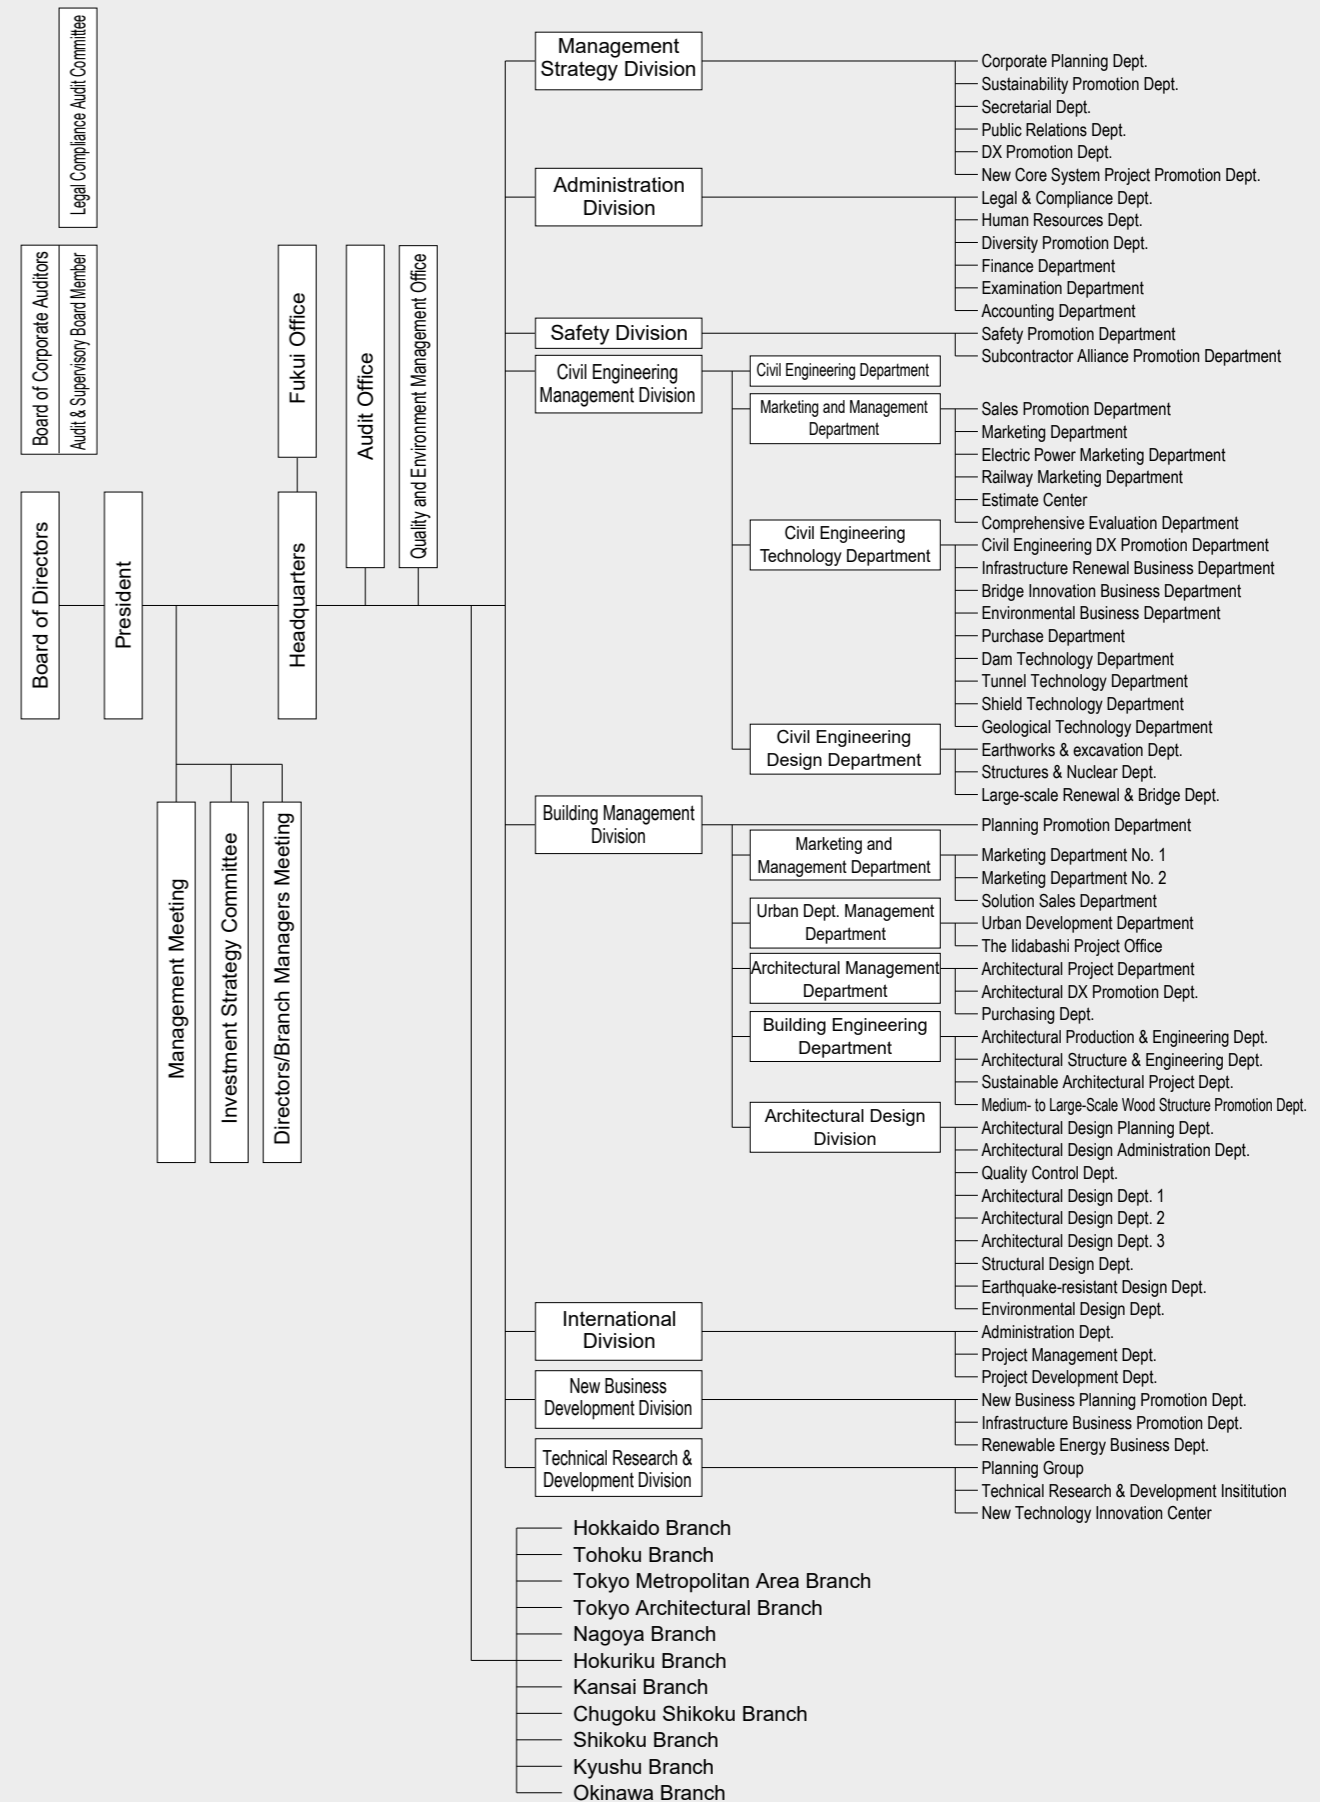 Legal Compliance Audit Committee
Board of Corporate Auditors
Audit & Supervisory Board Member
Board of Directors
President
Fukui Office
Headquarters
Audit Office
Quality and Environment Management Office
Management Meeting
Investment Strategy Committee
Directors/Branch Managers Meeting
Management
Strategy Division
Corporate Planning Dept.
Sustainability Promotion Dept.
Secretarial Dept.
Public Relations Dept.
DX Promotion Dept.
New Core System Project Promotion Dept.
Administration
Division
Legal & Compliance Dept.
Human Resources Dept.
Diversity Promotion Dept.
Finance Department
Examination Department
Accounting Department
Safety Division
Safety Promotion Department
Subcontractor Alliance Promotion Department
Civil Engineering
Management Division
Civil Engineering Department
Marketing and Management
Department
Sales Promotion Department
Marketing Department
Electric Power Marketing Department
Railway Marketing Department
Estimate Center
Comprehensive Evaluation Department
Civil Engineering
Technology Department
Civil Engineering DX Promotion Department
Infrastructure Renewal Business Department
Bridge Innovation Business Department
Environmental Business Department
Purchase Department
Dam Technology Department
Tunnel Technology Department
Shield Technology Department
Geological Technology Department
Civil Engineering
Design Department
Earthworks & excavation Dept.
Structures & Nuclear Dept.
Large-scale Renewal & Bridge Dept.
Building Management
Division
Planning Promotion Department
Marketing and
Management Department
Marketing Department No. 1
Marketing Department No. 2
Solution Sales Department
Urban Dept. Management
Department
Urban Development Department
The Iidabashi Project Office
Architectural Management
Department
Architectural Project Department
Architectural DX Promotion Dept.
Purchasing Dept.
Building Engineering
Department
Architectural Production & Engineering Dept.
Architectural Structure & Engineering Dept.
Sustainable Architectural Project Dept.
Medium- to Large-Scale Wood Structure Promotion Dept.
Architectural Design
Division
Architectural Design Planning Dept.
Architectural Design Administration Dept.
Quality Control Dept.
Architectural Design Dept. 1
Architectural Design Dept. 2
Architectural Design Dept. 3
Structural Design Dept.
Earthquake-resistant Design Dept.
Environmental Design Dept.
International
Division
Administration Dept.
Project Management Dept.
Project Development Dept.
New Business
Development Division
New Business Planning Promotion Dept.
Infrastructure Business Promotion Dept.
Renewable Energy Business Dept.
Technical Research &
Development Division
Planning Group
Technical Research & Development Insititution
New Technology Innovation Center
Hokkaido Branch
Tohoku Branch
Tokyo Metropolitan Area Branch
Tokyo Architectural Branch
Nagoya Branch
Hokuriku Branch
Kansai Branch
Chugoku Shikoku Branch
Shikoku Branch
Kyushu Branch
Okinawa Branch